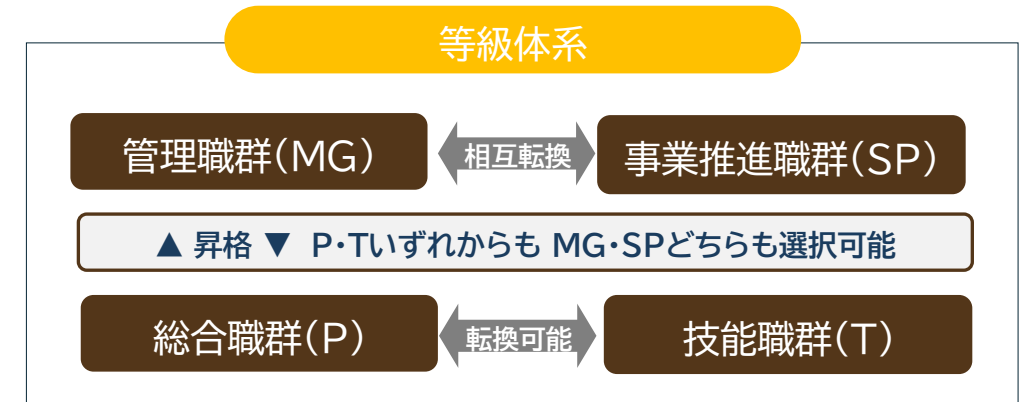 等級体系
管理職群(MG) 相互転換 事業推進職群(SP)
▲ 昇格 ▼ P・Tいずれからも MG・SPどちらも選択可能
総合職群(P) 転換可能 技能職群(T)